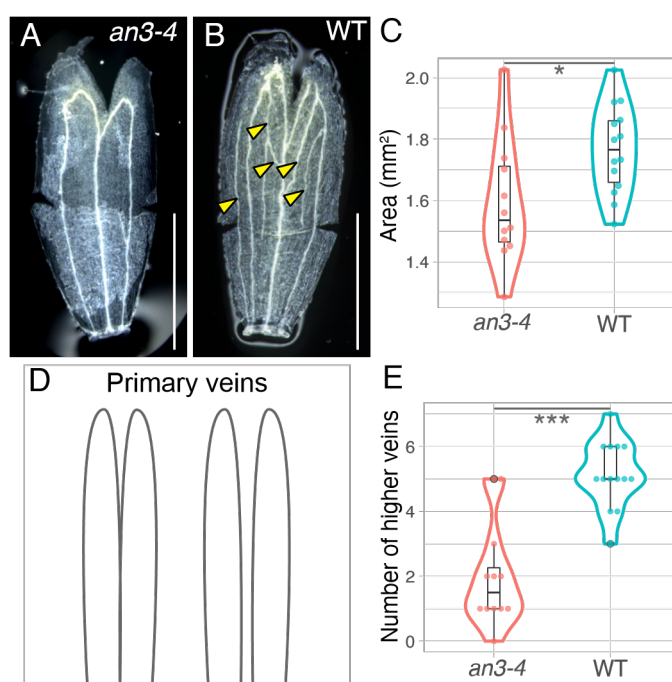 A
an3-4
B
WT
C
Area (mm²)
2.0
1.8
1.6
1.4
*
an3-4
WT
D
Primary veins
E
Number of higher veins
6
4
2
0
***
an3-4
WT